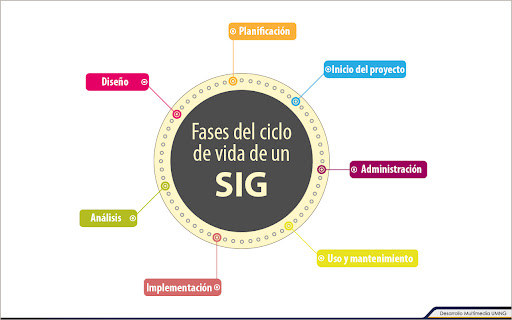 Planificación
Inicio del proyecto
Diseño
Fases del ciclo
de vida de un
SIG
Administración
Análisis
Uso y mantenimiento
Implementación
Desarrollo Multimedia UMNG